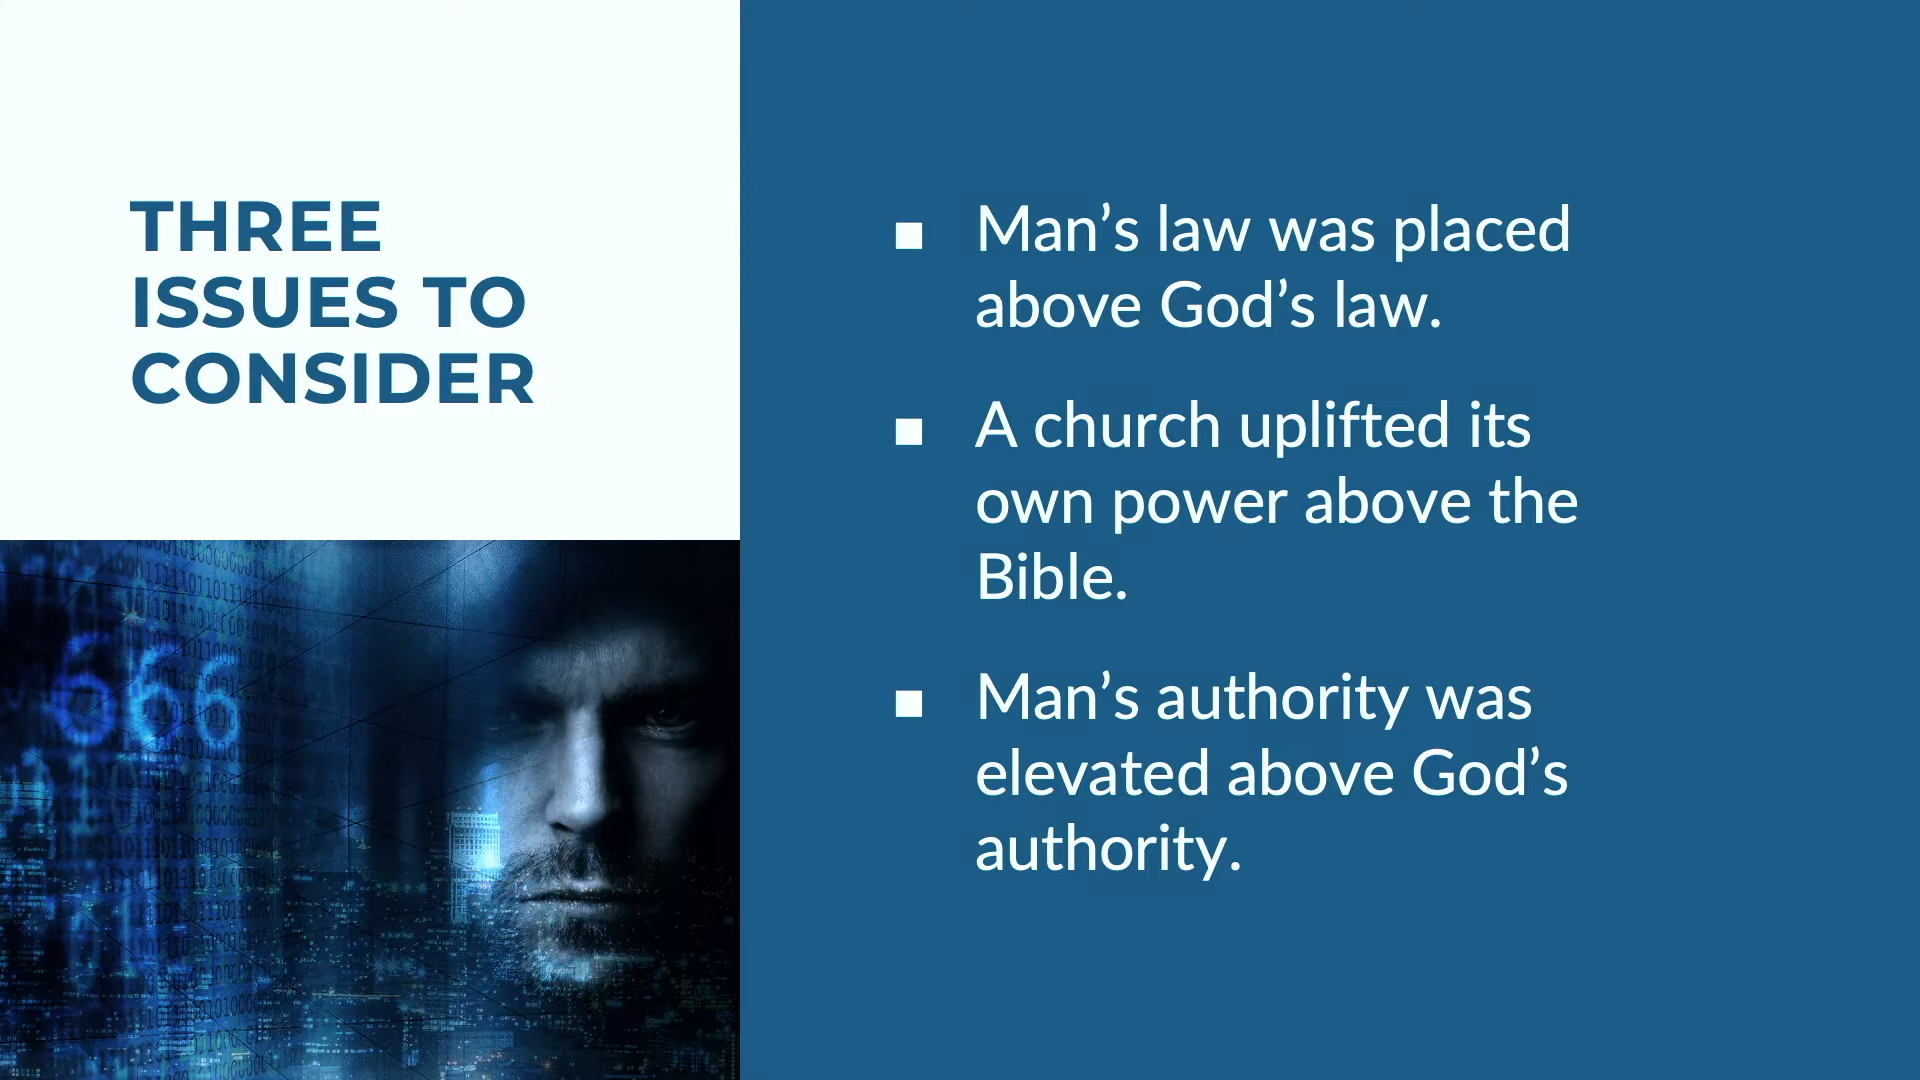 THREE
ISSUES TO
CONSIDER
■ Man’s law was placed
above God’s law.
■ A church uplifted its
own power above the
Bible.
■ Man’s authority was
elevated above God’s
authority.
666